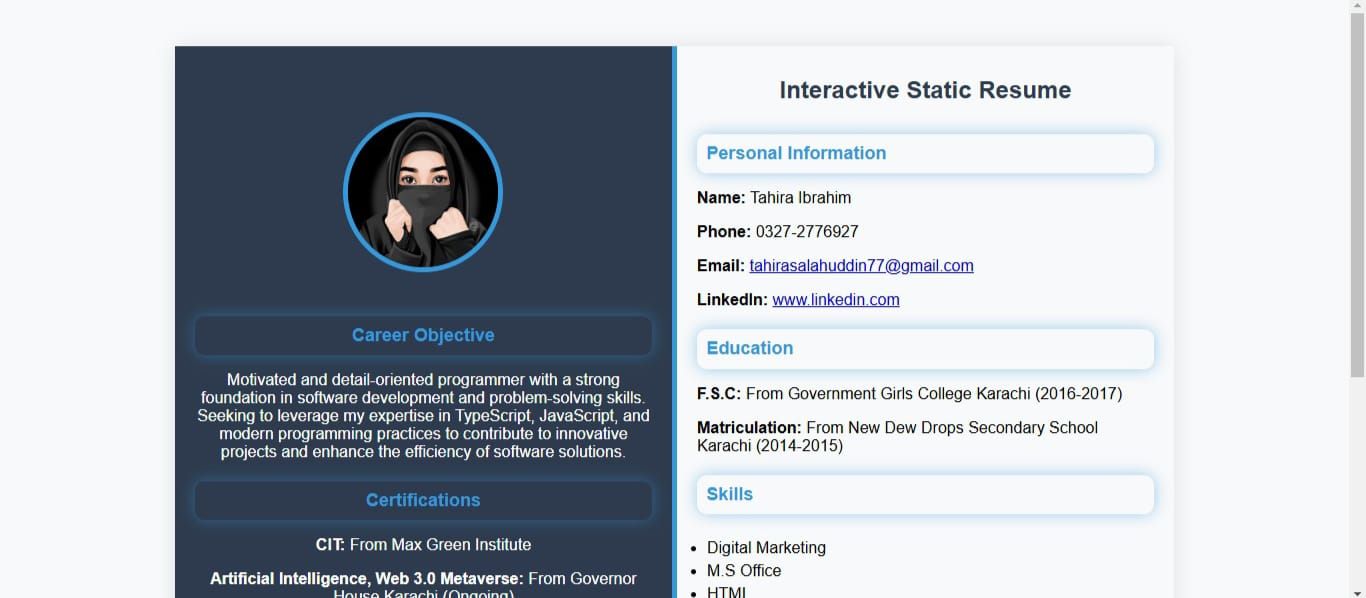 Career Objective
Motivated and detail-oriented programmer with a strong
foundation in software development and problem-solving skills.
Seeking to leverage my expertise in TypeScript, JavaScript, and
modern programming practices to contribute to innovative
projects and enhance the efficiency of software solutions.
Certifications
CIT: From Max Green Institute
Artificial Intelligence, Web 3.0 Metaverse: From Governor
House Karachi (Ongoing)
Interactive Static Resume
Personal Information
Name: Tahira Ibrahim
Phone: 0327-2776927
Email: tahirasalahuddin77@gmail.com
LinkedIn: www.linkedin.com
Education
F.S.C: From Government Girls College Karachi (2016-2017)
Matriculation: From New Dew Drops Secondary School
Karachi (2014-2015)
Skills
Digital Marketing
M.S Office
HTML